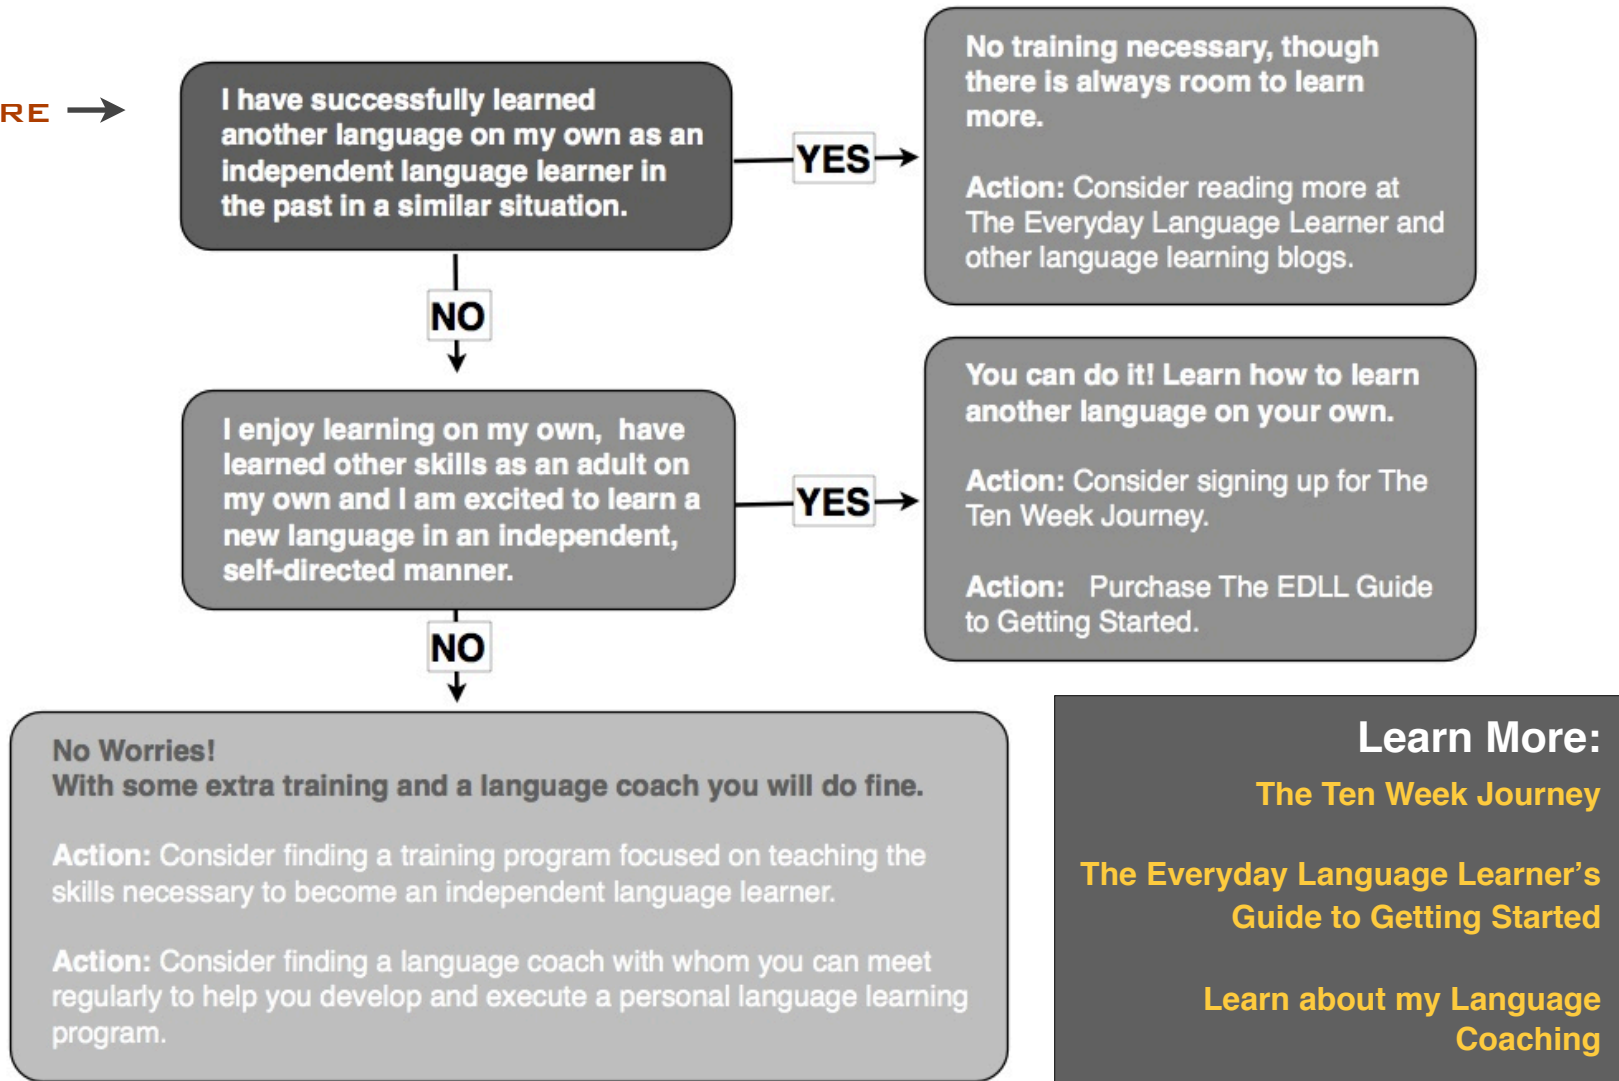 RE
I have successfully learned
another language on my own as an
independent language learner in
the past in a similar situation.
YES
No training necessary, though
there is always room to learn
more.
Action: Consider reading more at
The Everyday Language Learner and
other language learning blogs.
NO
I enjoy learning on my own, have
learned other skills as an adult on
my own and I am excited to learn a
new language in an independent,
self-directed manner.
YES
You can do it! Learn how to learn
another language on your own.
Action: Consider signing up for The
Ten Week Journey.
Action: Purchase The EDLL Guide
to Getting Started.
NO
No Worries!
With some extra training and a language coach you will do fine.
Action: Consider finding a training program focused on teaching the
skills necessary to become an independent language learner.
Action: Consider finding a language coach with whom you can meet
regularly to help you develop and execute a personal language learning
program.
Learn More:
The Ten Week Journey
The Everyday Language Learner’s
Guide to Getting Started
Learn about my Language
Coaching